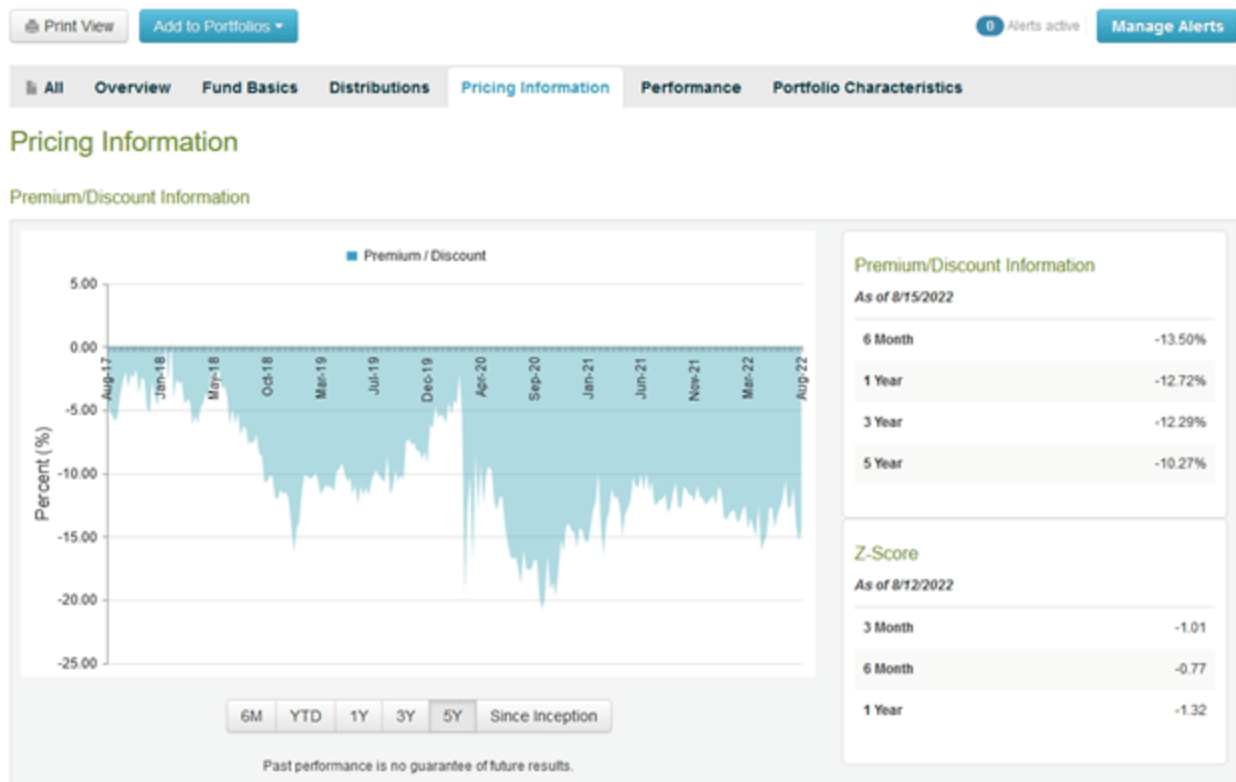 Print View
Add to Portfolios
0 Alerts active
Manage Alerts
All Overview Fund Basics Distributions Pricing Information Performance Portfolio Characteristics
Pricing Information
Premium/Discount Information
Premium / Discount
5.00
0.00
-5.00
-10.00
-15.00
-20.00
-25.00
Percent (%)
Aug-17 Jan-18 May-18 Oct-18 Mar-19 Jul-19 Dec-19 Apr-20 Sep-20 Jan-21 Jun-21 Nov-21 Mar-22 Aug-22
6M YTD 1Y 3Y 5Y Since Inception
Past performance is no guarantee of future results.
Premium/Discount Information
As of 8/15/2022
6 Month -13.50%
1 Year -12.72%
3 Year -12.29%
5 Year -10.27%
Z-Score
As of 8/12/2022
3 Month -1.01
6 Month -0.77
1 Year -1.32